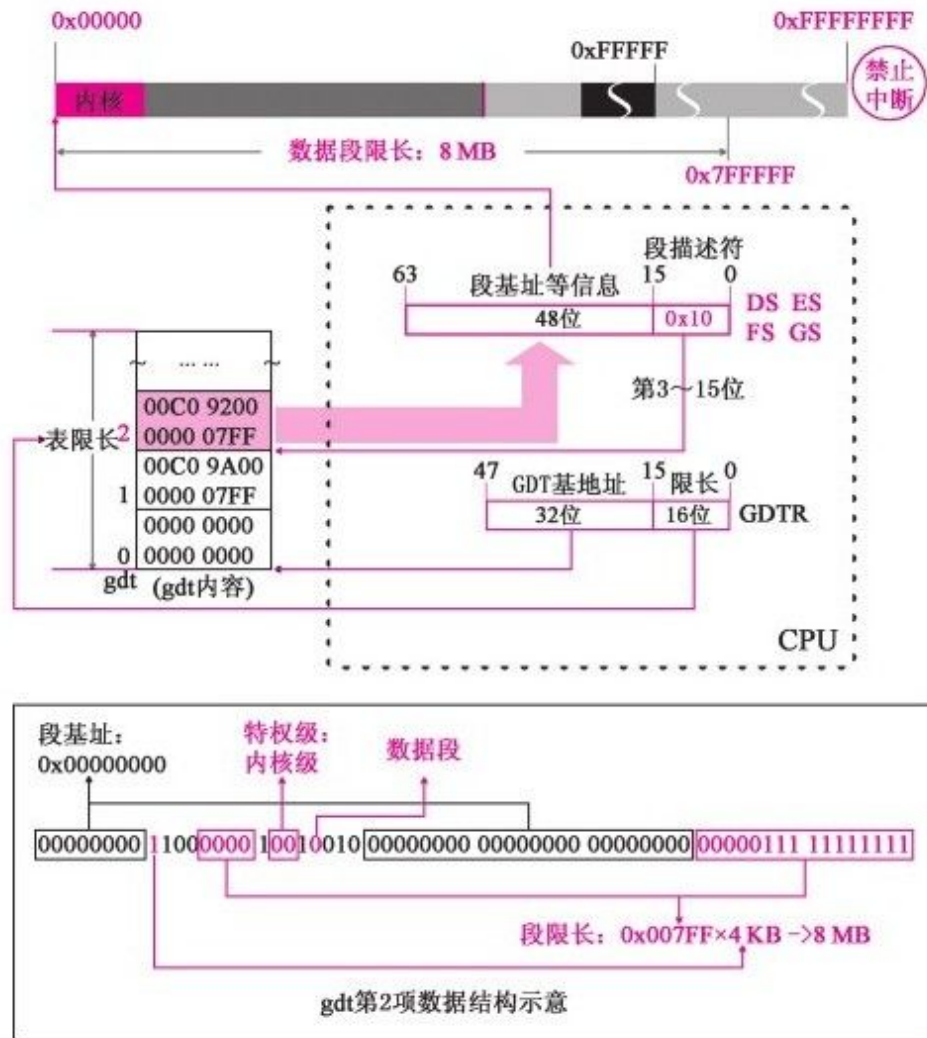 0x00000
0xFFFFFFFF
0xFFFFF
禁止
中断
内核
数据段限长：8 MB
0x7FFFFF
段描述符
63
段基址等信息
15
0
48位
0x10
DS ES
FS GS
~ … … ~
第3～15位
00C0 9200
表限长
2
0000 07FF
00C0 9A00
1
0000 07FF
0000 0000
0
0000 0000
gdt
(gdt内容)
47
GDT基地址
15
限长
0
32位
16位
GDTR
CPU
段基址：
0x00000000
特权级：
内核级
数据段
00000000 11000000 10010010 00000000 00000000 00000000 00000111 11111111
段限长：0x007FF×4 KB ->8 MB
gdt第2项数据结构示意